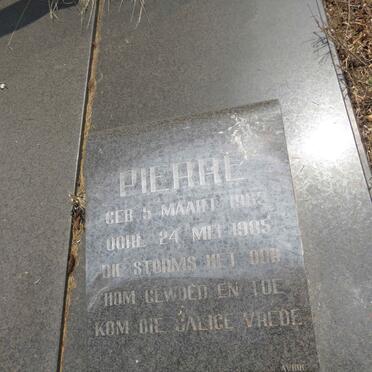 PIERRE
GEB 5 MAART
OORL 24 MEI 1995
DIE STORMS HET OOR
HOM GEWOED EN TOE
KOM DIE SALIGE VREDE